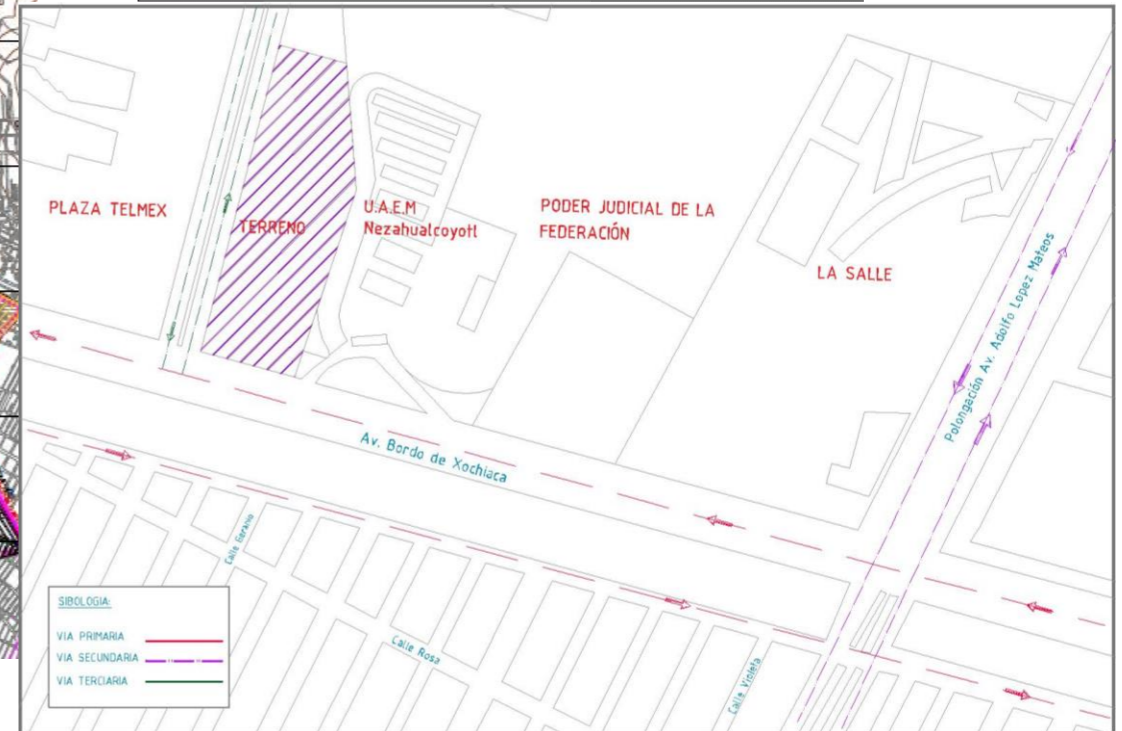 PLAZA TELMEX
TERRENO
U.A.E.M
Nezahualcoyotl
PODER JUDICIAL DE LA
FEDERACIÓN
LA SALLE
Polongación Av. Adolfo Lopez Mateos
Av. Bordo de Xochiaca
Calle Geranio
Calle Rosa
Calle Violeta
SIBOLOGIA:
VIA PRIMARIA
VIA SECUNDARIA
VIA TERCIARIA